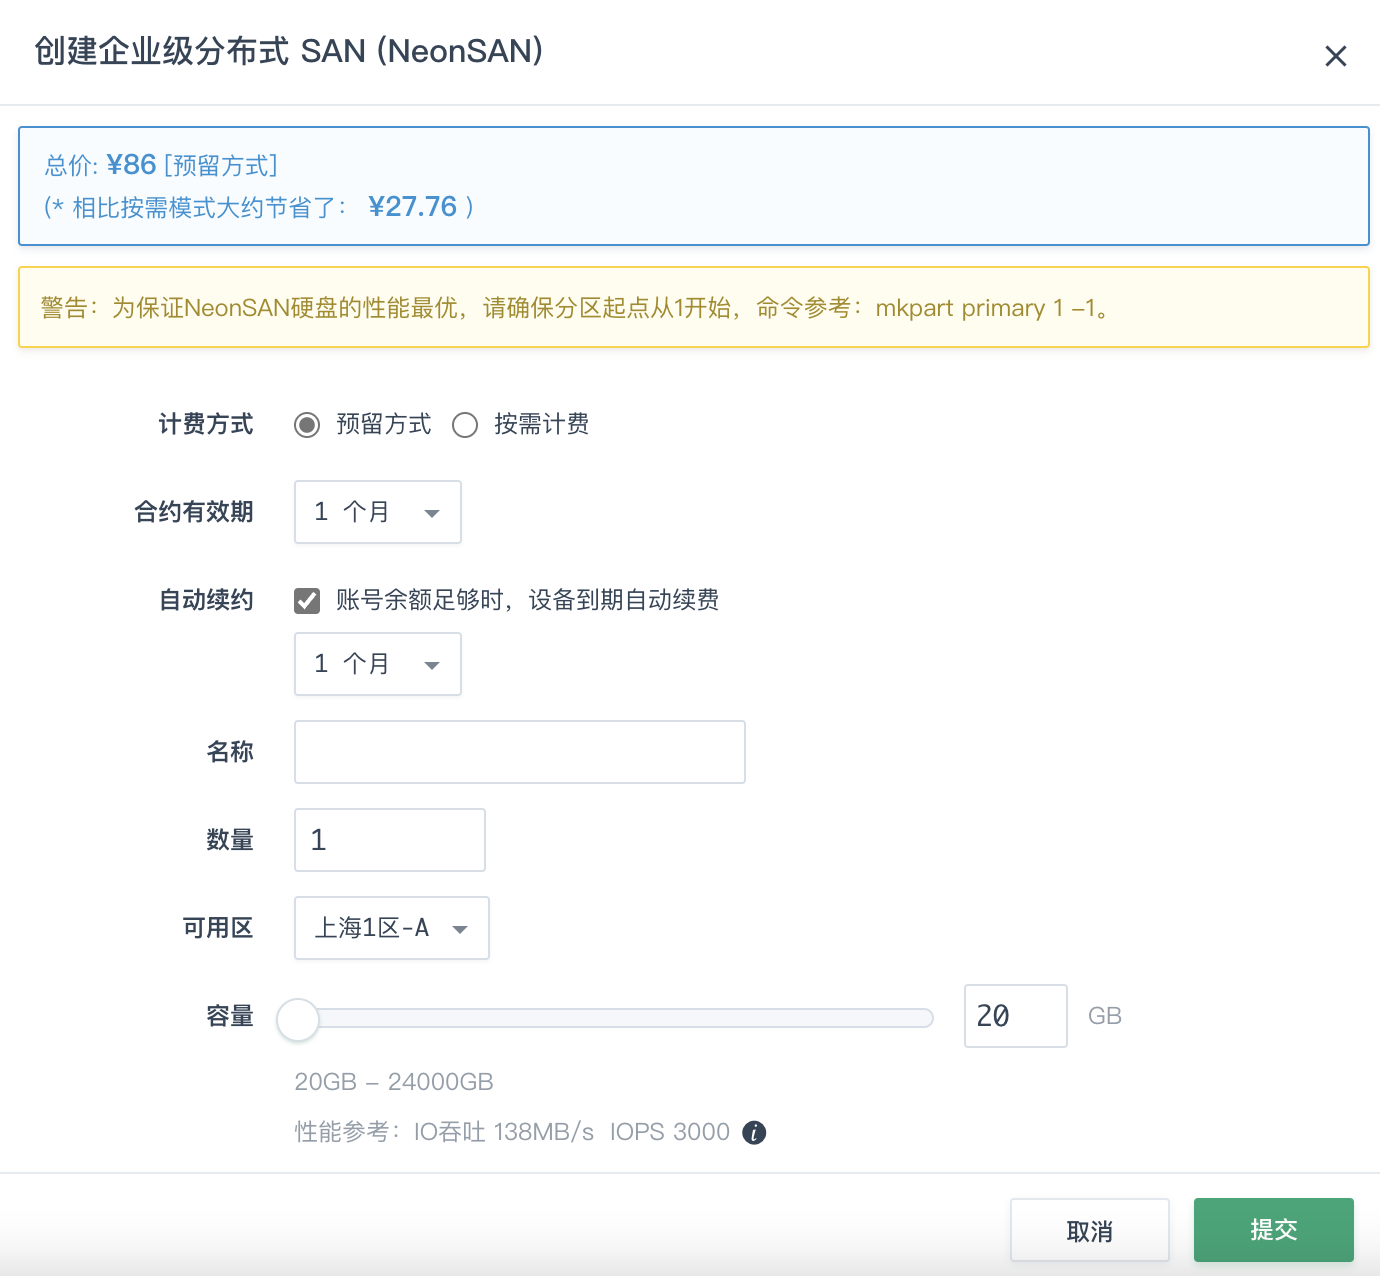 创建企业级分布式 SAN (NeonSAN)
总价: ¥86 [预留方式]
(* 相比按需模式大约节省了： ¥27.76 )
警告：为保证NeonSAN硬盘的性能最优，请确保分区起点从1开始，命令参考：mkpart primary 1 -1。
计费方式 预留方式 按需计费
合约有效期 1 个月
自动续约 账号余额足够时，设备到期自动续费
1 个月
名称
数量 1
可用区 上海1区-A
容量 20 GB
20GB - 24000GB
性能参考：IO吞吐 138MB/s IOPS 3000
取消 提交